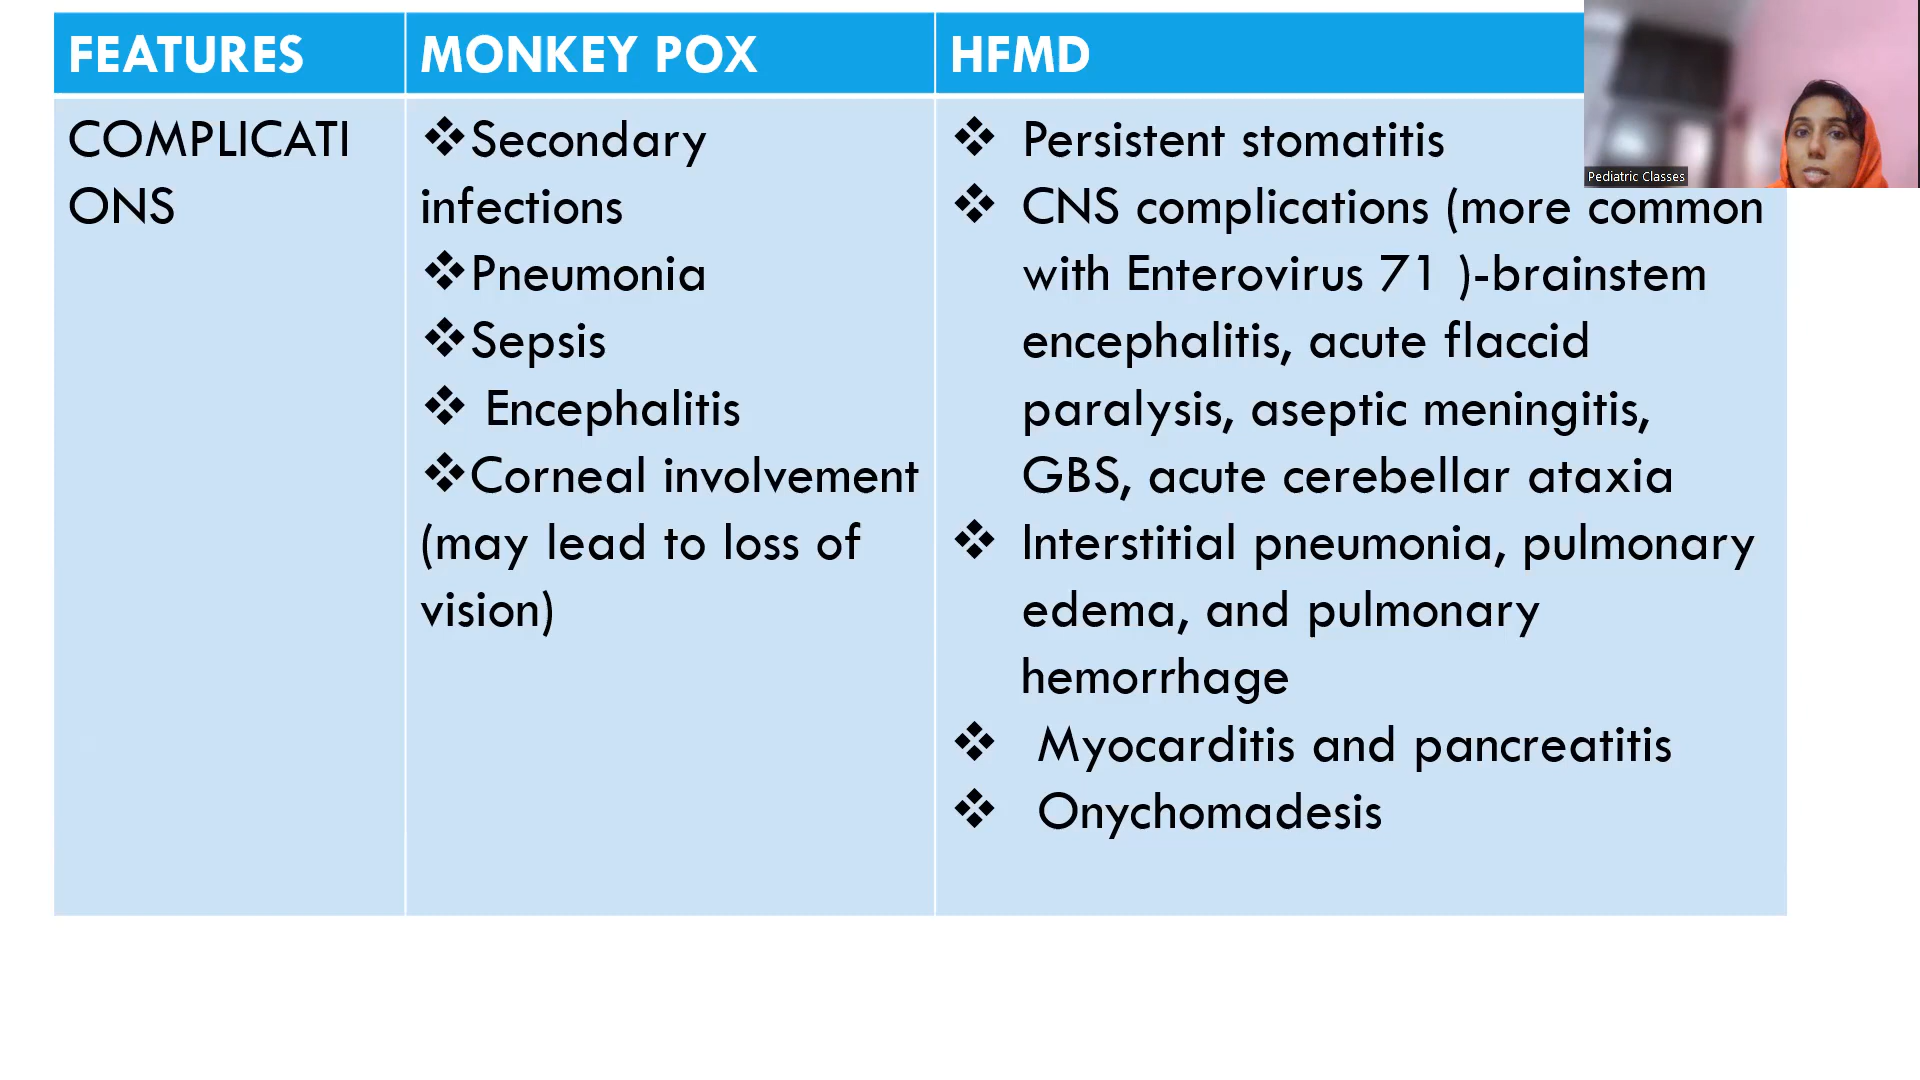 FEATURES
MONKEY POX
HFMD
COMPLICATI
ONS
❖Secondary
infections
❖Pneumonia
❖Sepsis
❖ Encephalitis
❖Corneal involvement
(may lead to loss of
vision)
❖ Persistent stomatitis
❖ CNS complications (more common
with Enterovirus 71 )-brainstem
encephalitis, acute flaccid
paralysis, aseptic meningitis,
GBS, acute cerebellar ataxia
❖ Interstitial pneumonia, pulmonary
edema, and pulmonary
hemorrhage
❖ Myocarditis and pancreatitis
❖ Onychomadesis
Pediatric Classes